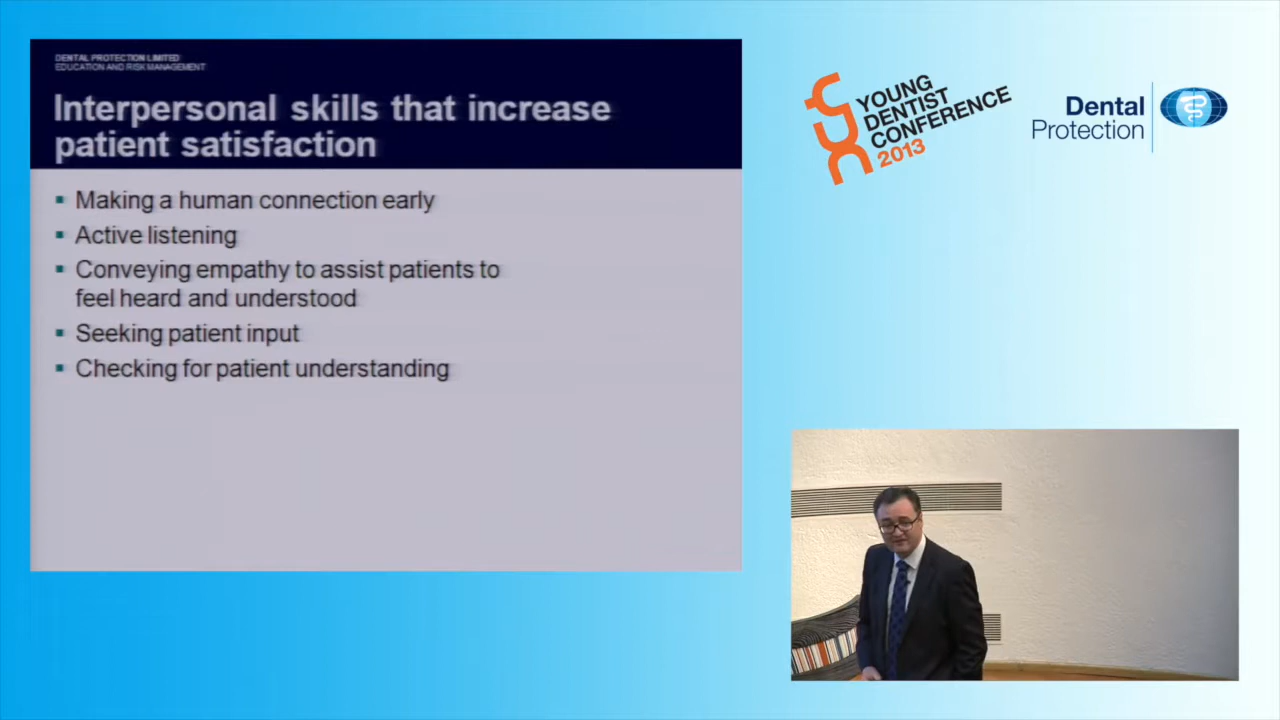 DENTAL PROTECTION LIMITED
EDUCATION AND RISK MANAGEMENT
Interpersonal skills that increase
patient satisfaction
Making a human connection early
Active listening
Conveying empathy to assist patients to
feel heard and understood
Seeking patient input
Checking for patient understanding
YOUNG
DENTIST
CONFERENCE
2013
Dental
Protection